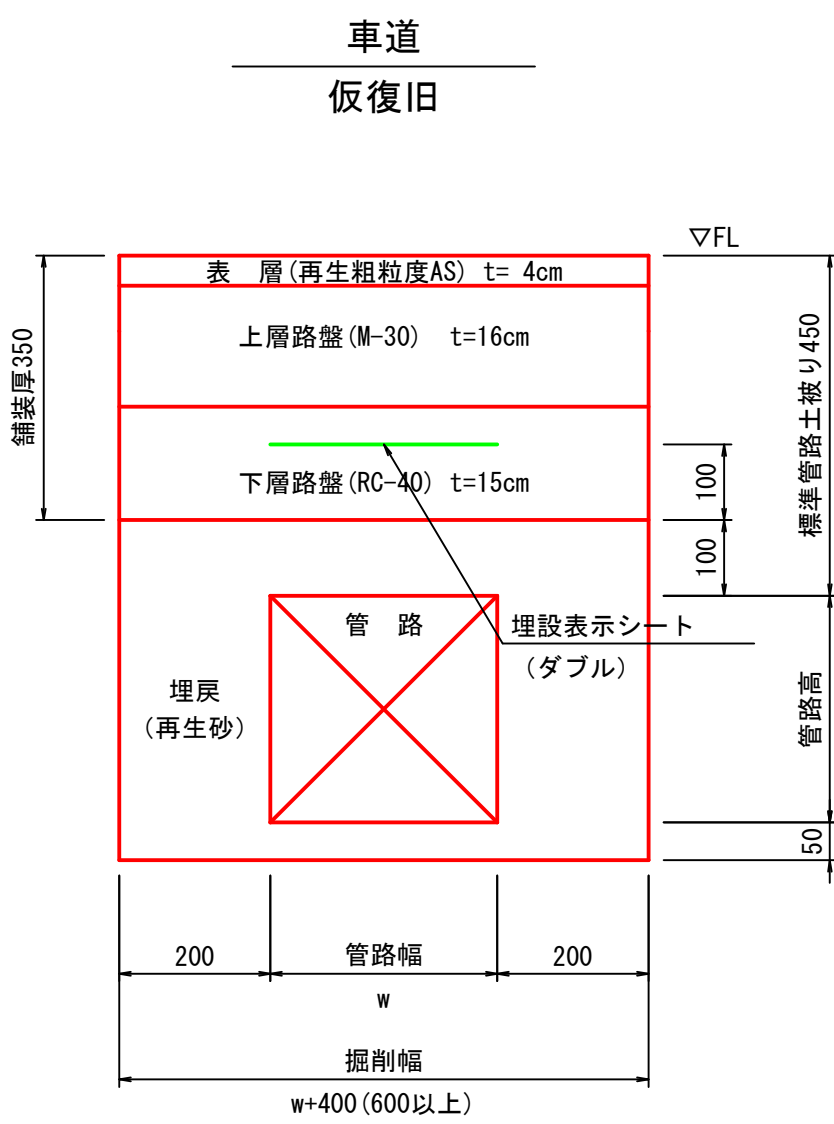 車道
仮復旧
▽FL
表　層(再生粗粒度AS) t= 4cm
上層路盤(M-30)　t=16cm
舗装厚350
標準管路土被り450
下層路盤(RC-40) t=15cm
100
100
管　路
埋設表示シート
(ダブル)
埋戻
(再生砂)
管路高
50
200
管路幅
200
w
掘削幅
w+400(600以上)